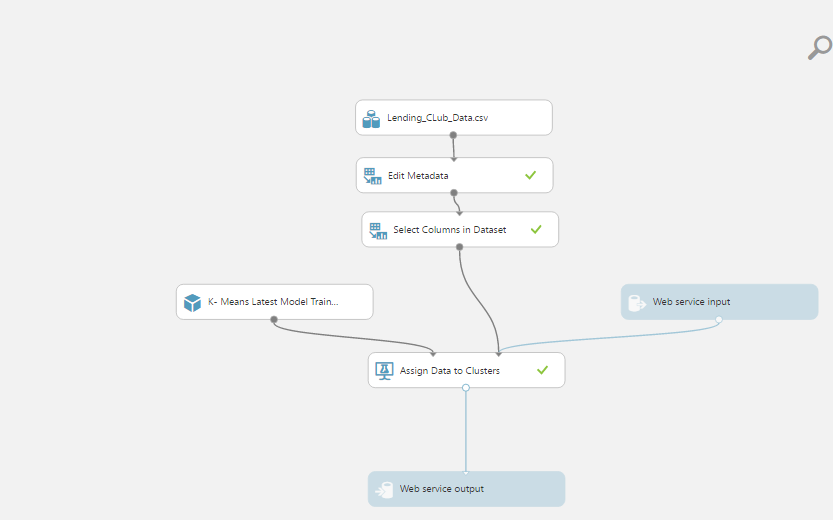 Lending_CLub_Data.csv
Edit Metadata
Select Columns in Dataset
K- Means Latest Model Train...
Web service input
Assign Data to Clusters
Web service output